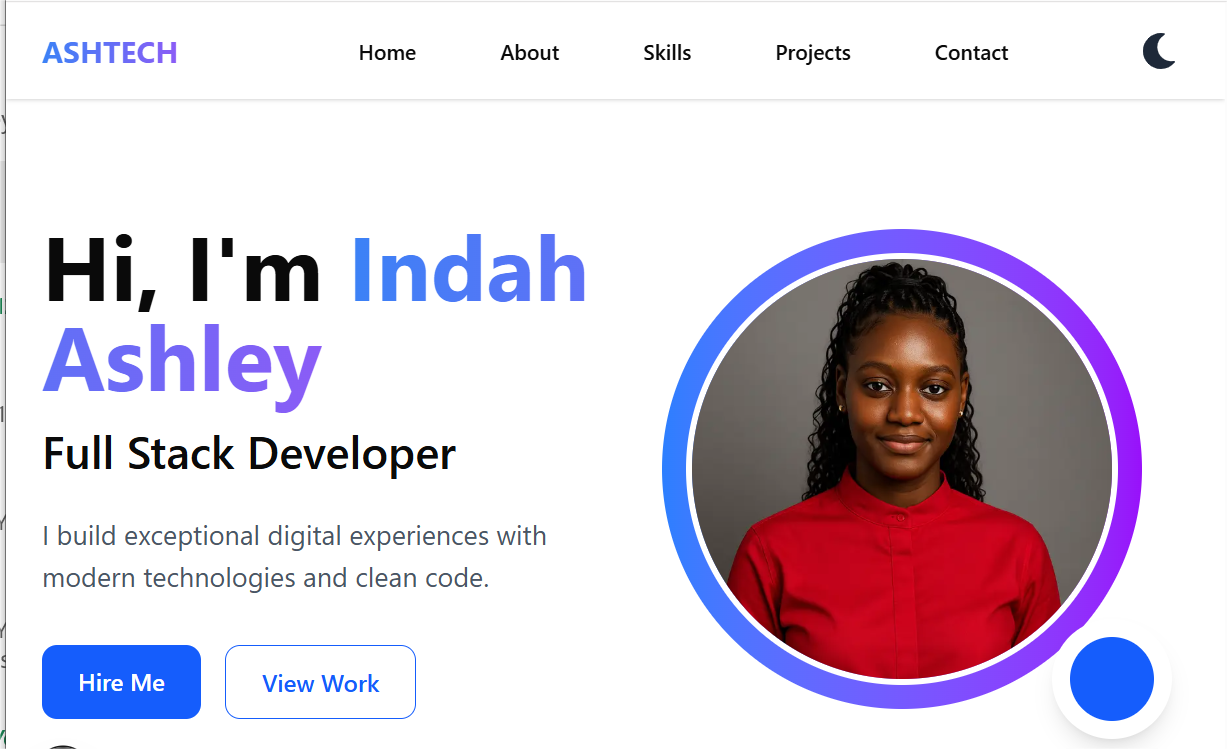 ASHTECH
Home
About
Skills
Projects
Contact
Hi, I'm Indah
Ashley
Full Stack Developer
I build exceptional digital experiences with
modern technologies and clean code.
Hire Me
View Work